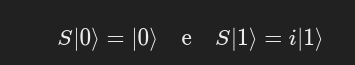 S|0⟩ = |0⟩ e S|1⟩ = i|1⟩